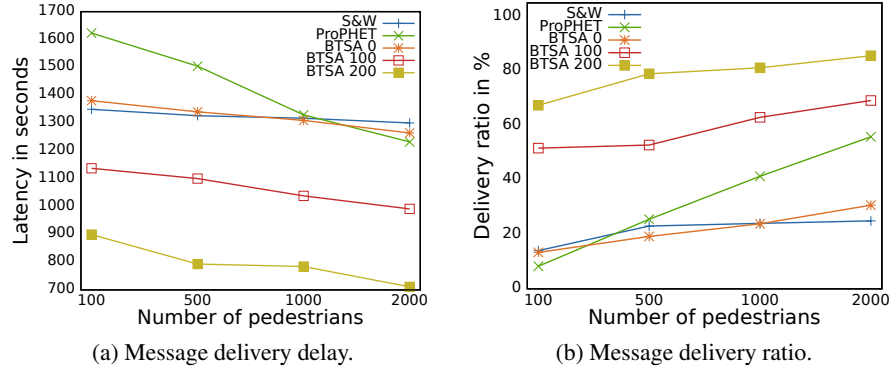 1700
1600
1500
1400
1300
1200
1100
1000
900
800
700
Latency in seconds
S&W
ProPHET
BTSA 0
BTSA 100
BTSA 200
100 500 1000 2000
Number of pedestrians
(a) Message delivery delay.
100
80
60
40
20
0
Delivery ratio in %
S&W
ProPHET
BTSA 0
BTSA 100
BTSA 200
100 500 1000 2000
Number of pedestrians
(b) Message delivery ratio.